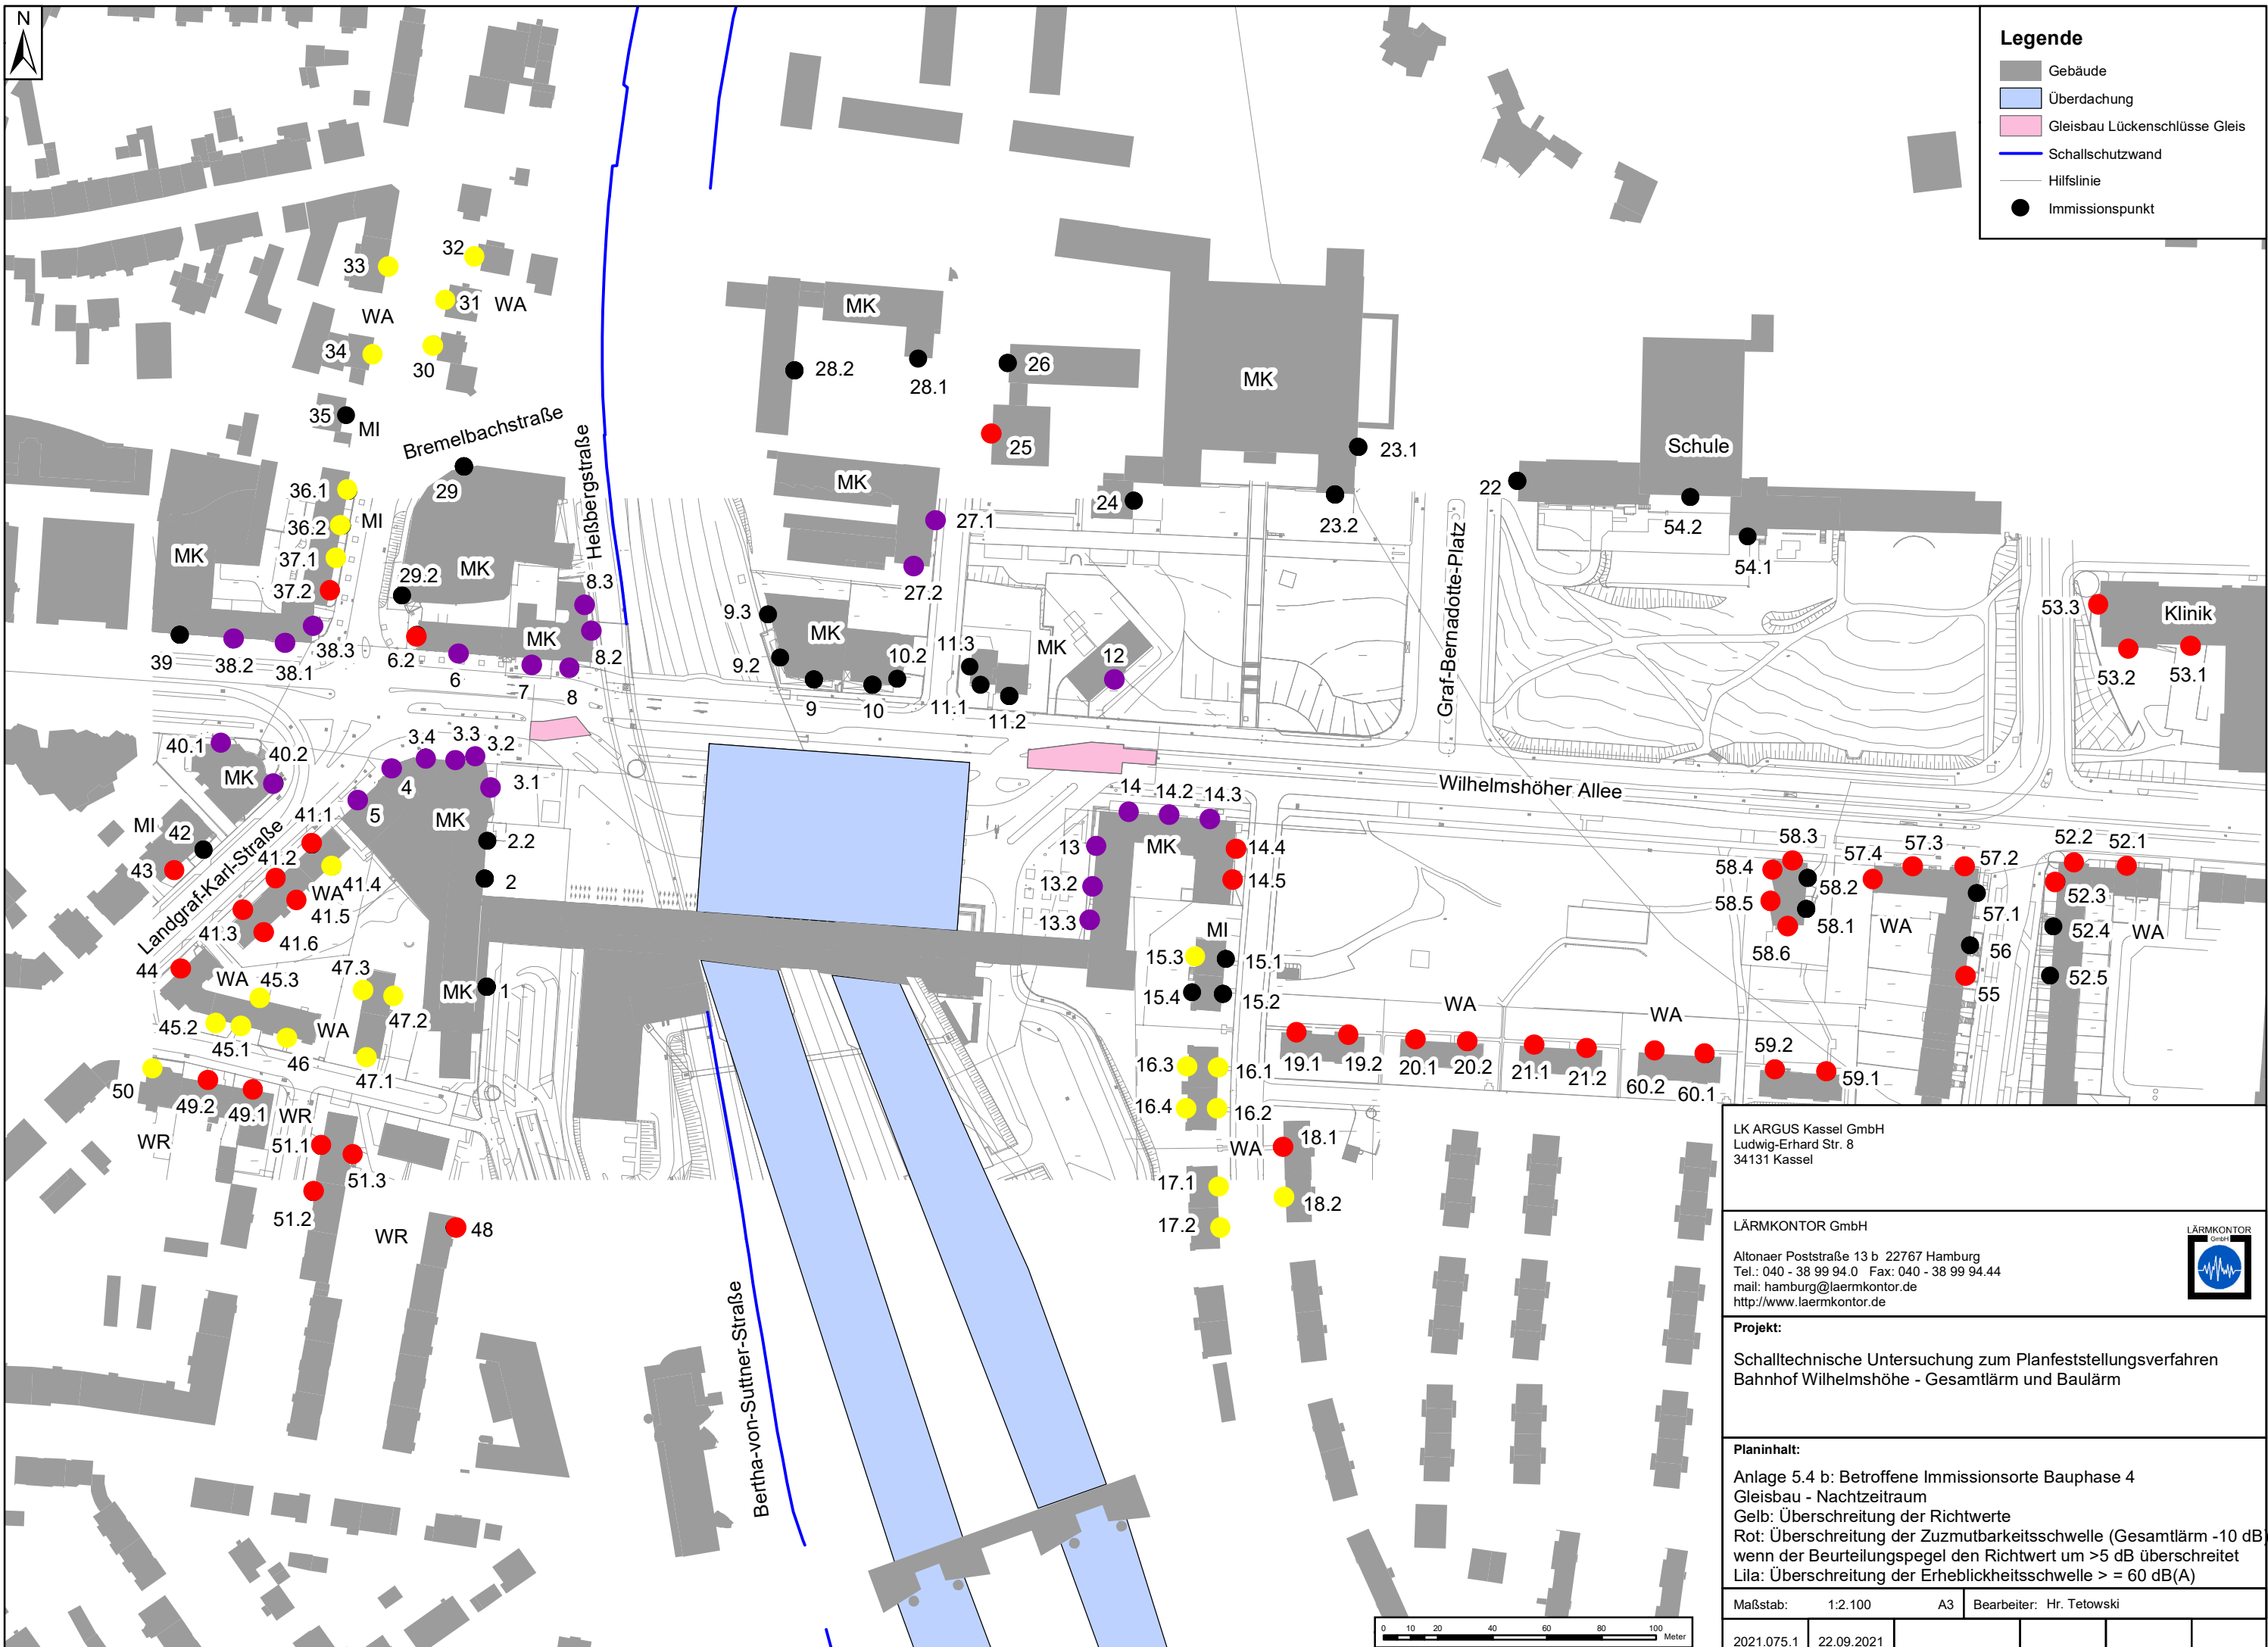 N
Legende
Gebäude
Überdachung
Gleisbau Lückenschlüsse Gleis
Schallschutzwand
Hilfslinie
Immissionspunkt
32
33
31
WA
WA
34
30
35
MI
Bremelbachstraße
Heßbergstraße
MK
28.2
28.1
26
25
MK
23.1
23.2
24
Schule
22
54.2
54.1
29
36.1
36.2
MI
37.1
37.2
MK
29.2
MK
MK
27.1
27.2
8.3
8.2
MK
39
38.2
38.1
38.3
6.2
6
7
8
9.3
9.2
MK
10.2
9
10
11.3
11.1
11.2
MK
12
Graf-Bernadotte-Platz
53.3
Klinik
53.2
53.1
40.1
40.2
MK
3.4
3.3
3.2
3.1
4
5
MK
2.2
2
Wilhelmshöher Allee
MI
42
43
41.1
41.2
WA
41.4
41.5
41.3
41.6
Landgraf-Karl-Straße
14
14.2
14.3
13
MK
14.4
13.2
14.5
13.3
58.3
58.4
58.2
58.5
58.1
58.6
57.4
57.3
57.2
57.1
WA
56
55
52.2
52.1
52.3
52.4
WA
52.5
44
WA
45.3
47.3
47.2
MK
1
45.2
45.1
WA
46
47.1
MI
15.3
15.1
15.4
15.2
WA
WA
19.1
19.2
20.1
20.2
21.1
21.2
60.2
60.1
59.2
59.1
16.3
16.1
16.4
16.2
50
49.2
49.1
WR
WR
51.1
51.3
51.2
WR
48
WA
18.1
17.1
18.2
17.2
Bertha-von-Suttner-Straße
LK ARGUS Kassel GmbH
Ludwig-Erhard Str. 8
34131 Kassel
LÄRMKONTOR GmbH
Altonaer Poststraße 13 b 22767 Hamburg
Tel.: 040 - 38 99 94.0 Fax: 040 - 38 99 94.44
mail: hamburg@laermkontor.de
http://www.laermkontor.de
LÄRMKONTOR
GmbH
Projekt:
Schalltechnische Untersuchung zum Planfeststellungsverfahren
Bahnhof Wilhelmshöhe - Gesamtlärm und Baulärm
Planinhalt:
Anlage 5.4 b: Betroffene Immissionsorte Bauphase 4
Gleisbau - Nachtzeitraum
Gelb: Überschreitung der Richtwerte
Rot: Überschreitung der Zuzmutbarkeitsschwelle (Gesamtlärm -10 dB)
wenn der Beurteilungspegel den Richtwert um >5 dB überschreitet
Lila: Überschreitung der Erheblickheitsschwelle > = 60 dB(A)
Maßstab: 1:2.100 A3 Bearbeiter: Hr. Tetowski
2021.075.1 22.09.2021
0 10 20 40 60 80 100
Meter